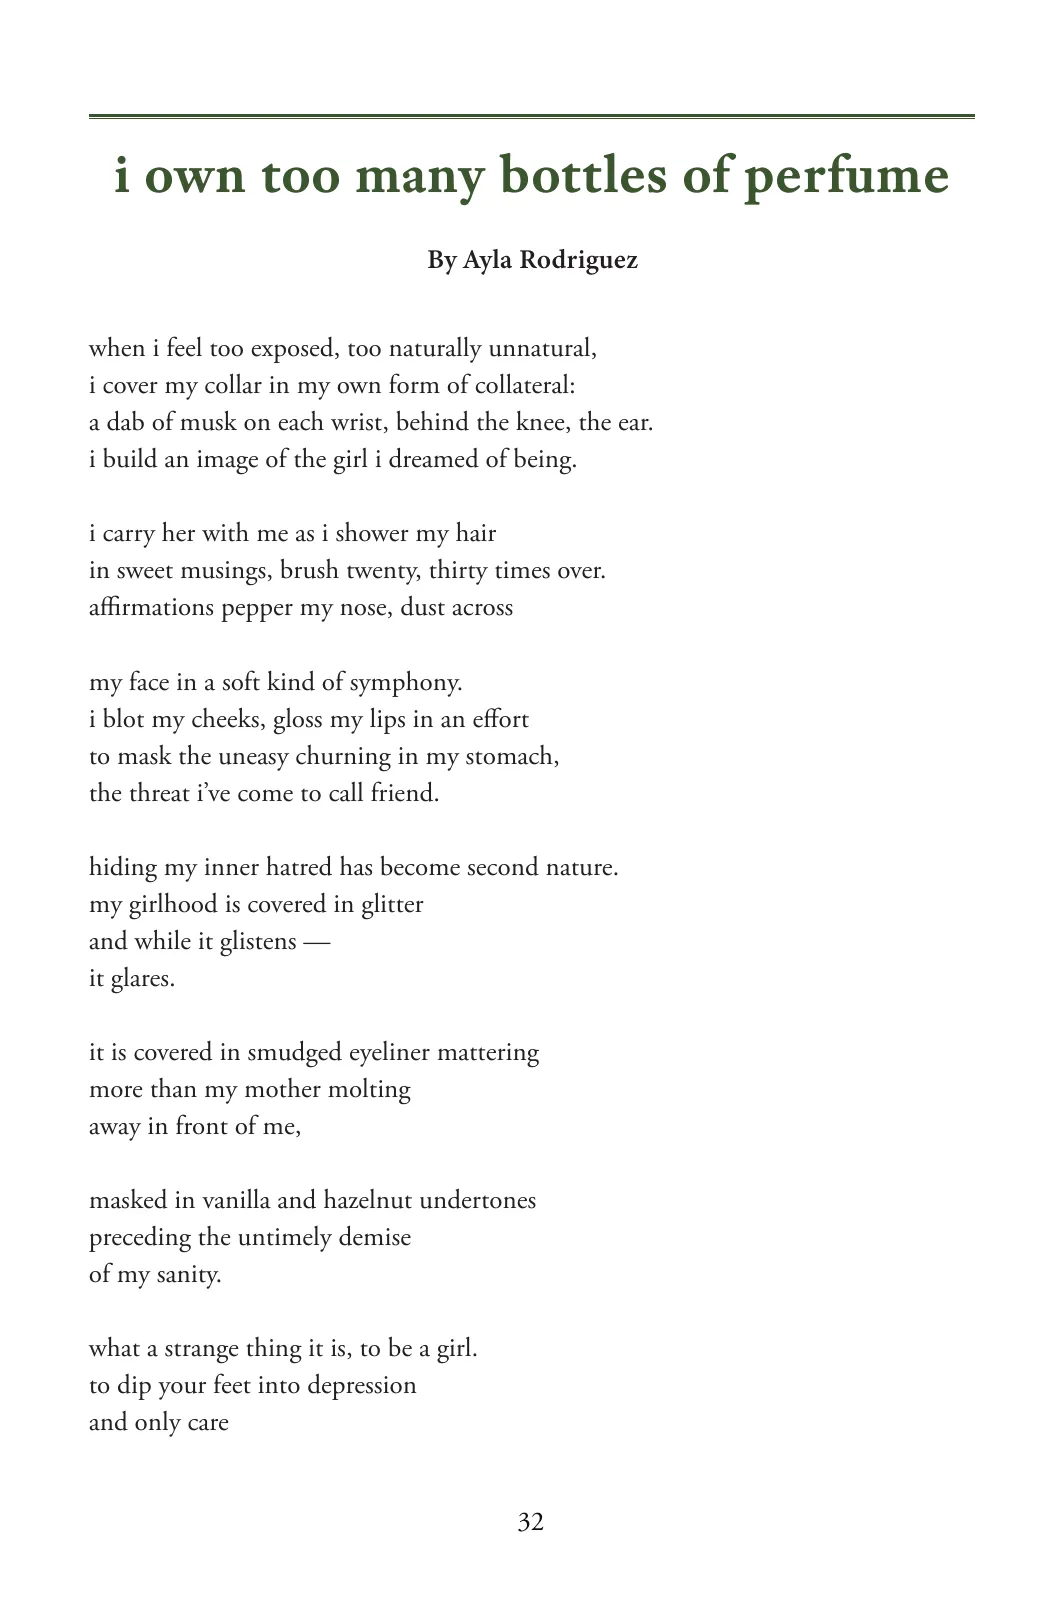 i own too many bottles of perfume
By Ayla Rodriguez
when i feel too exposed, too naturally unnatural,
i cover my collar in my own form of collateral:
a dab of musk on each wrist, behind the knee, the ear.
i build an image of the girl i dreamed of being.
i carry her with me as i shower my hair
in sweet musings, brush twenty, thirty times over.
affirmations pepper my nose, dust across
my face in a soft kind of symphony.
i blot my cheeks, gloss my lips in an effort
to mask the uneasy churning in my stomach,
the threat i’ve come to call friend.
hiding my inner hatred has become second nature.
my girlhood is covered in glitter
and while it glistens —
it glares.
it is covered in smudged eyeliner mattering
more than my mother molting
away in front of me,
masked in vanilla and hazelnut undertones
preceding the untimely demise
of my sanity.
what a strange thing it is, to be a girl.
to dip your feet into depression
and only care
32